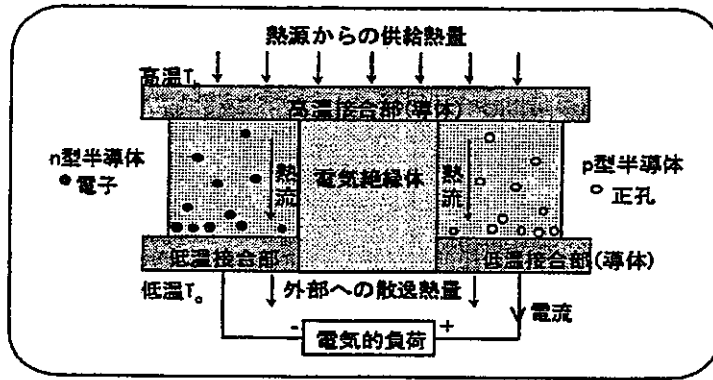 熱源からの供給熱量
高温Tₕ
高温接合部(導体)
n型半導体
● 電子
熱流
電気絶縁体
熱流
p型半導体
○ 正孔
低温接合部
低温接合部(導体)
低温T꜀
外部への散逸熱量
電流
- 電気的負荷 +